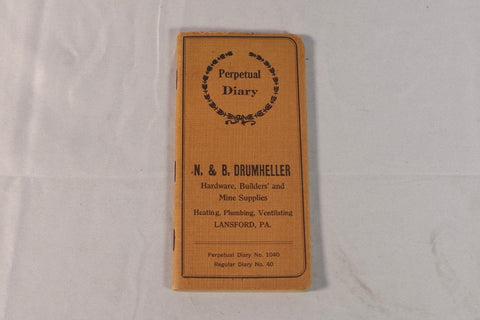 Perpetual
Diary
N. & B. DRUMHELLER
Hardware, Builders' and
Mine Supplies
Heating, Plumbing, Ventilating
LANSFORD, PA.
Perpetual Diary No. 1040
Regular Diary No. 40